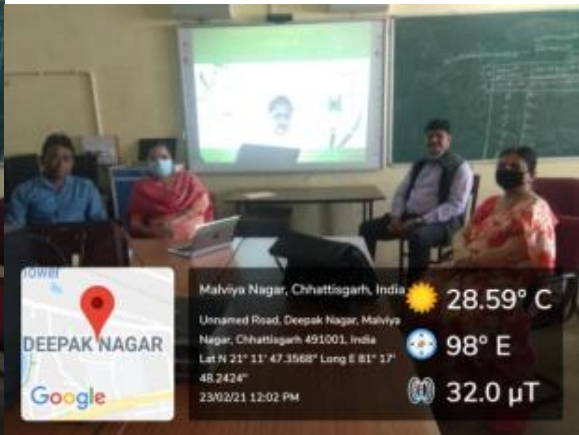 Tower
DEEPAK NAGAR
Google
Malviya Nagar, Chhattisgarh, India
Unnamed Road, Deepak Nagar, Malviya
Nagar, Chhattisgarh 491001, India
Lat N 21° 11' 47.3568" Long E 81° 17'
48.2424"
23/02/21 12:02 PM
28.59° C
98° E
32.0 µT